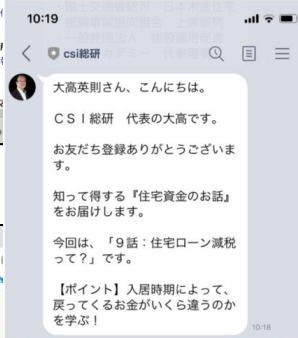 10:19
csi総研
大高英則さん、こんにちは。
ＣＳＩ総研　代表の大高です。
お友だち登録ありがとうございま
す。
知って得する『住宅資金のお話』
をお届けします。
今回は、「９話：住宅ローン減税
って？」です。
【ポイント】入居時期によって、
戻ってくるお金がいくら違うのか
を学ぶ！
10:18